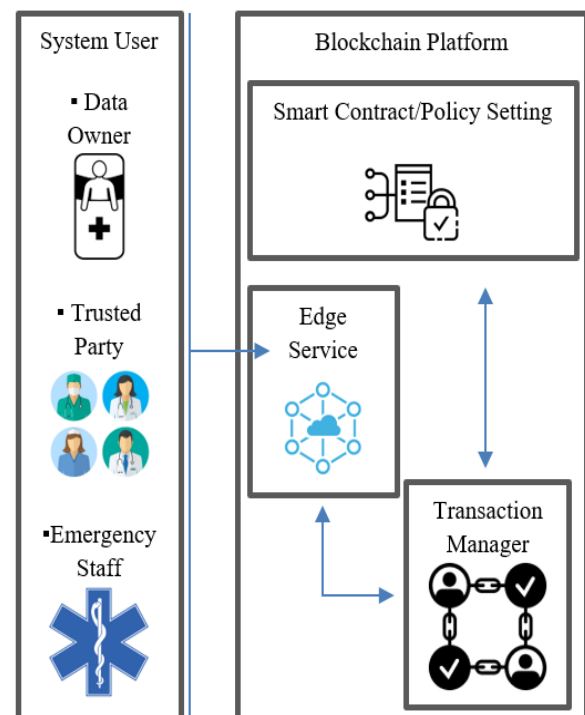 System User
▪ Data
Owner
▪ Trusted
Party
▪Emergency
Staff
Blockchain Platform
Smart Contract/Policy Setting
Edge
Service
Transaction
Manager